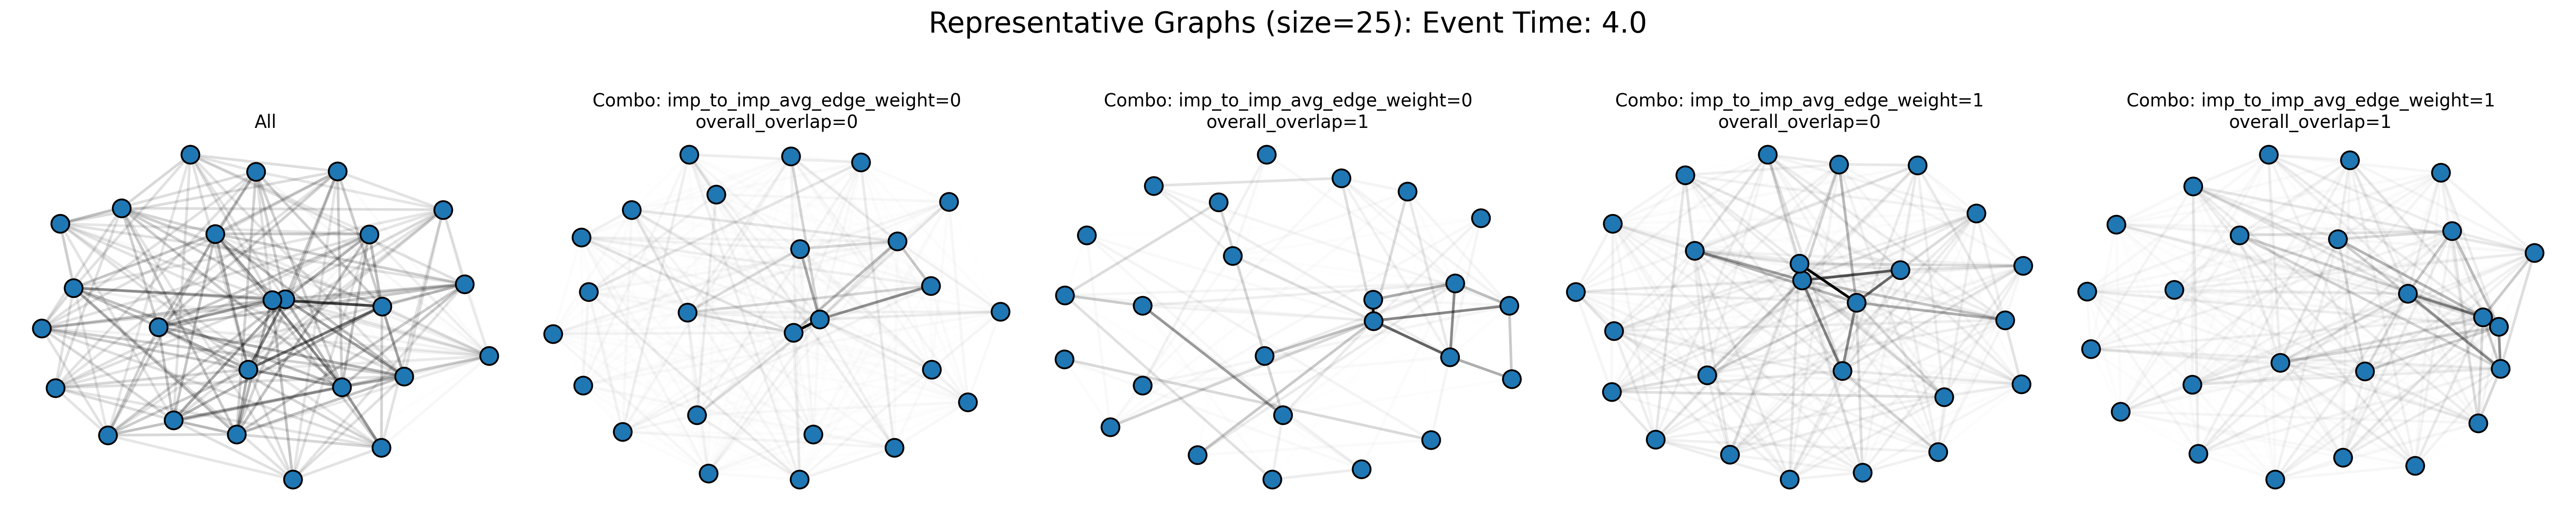 Representative Graphs (size=25): Event Time: 4.0
All
Combo: imp_to_imp_avg_edge_weight=0
overall_overlap=0
Combo: imp_to_imp_avg_edge_weight=0
overall_overlap=1
Combo: imp_to_imp_avg_edge_weight=1
overall_overlap=0
Combo: imp_to_imp_avg_edge_weight=1
overall_overlap=1